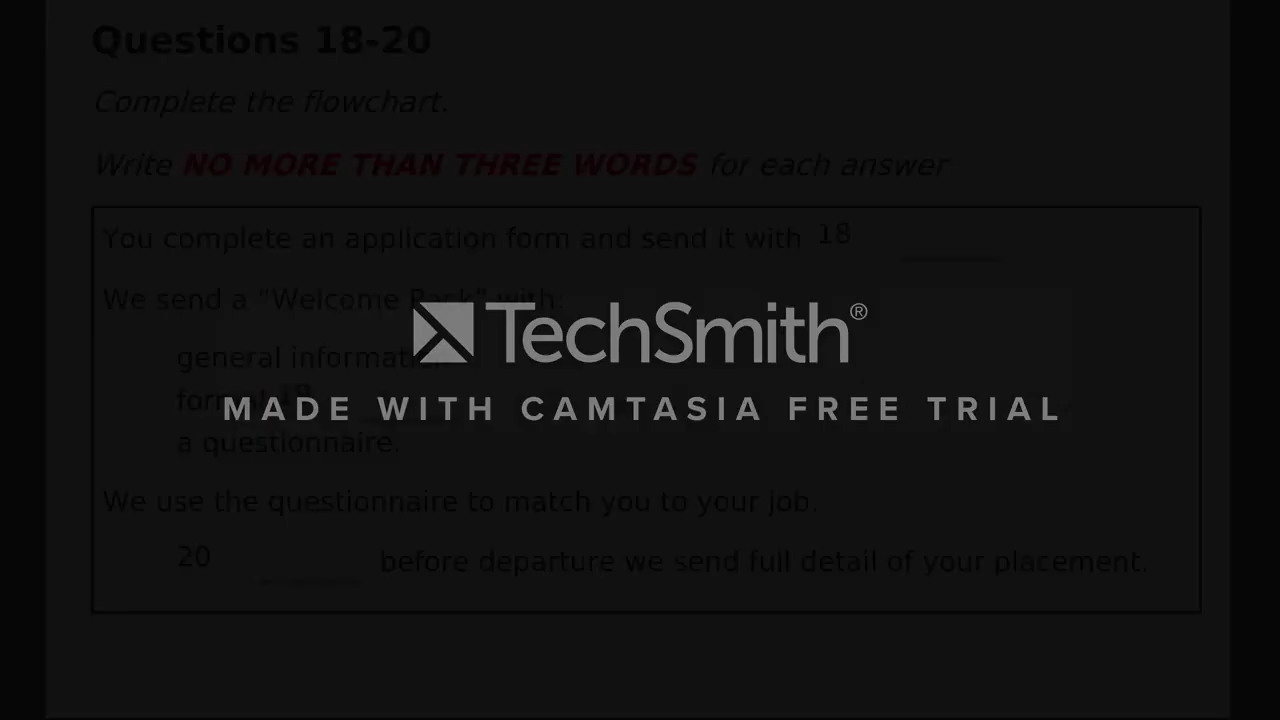 Questions 18-20
Complete the flowchart.
Write NO MORE THAN THREE WORDS for each answer
You complete an application form and send it with 18
We send a “Welcome Pack” with:
TechSmith®
general information
MADE WITH CAMTASIA FREE TRIAL
a questionnaire.
We use the questionnaire to match you to your job.
20 before departure we send full detail of your placement.